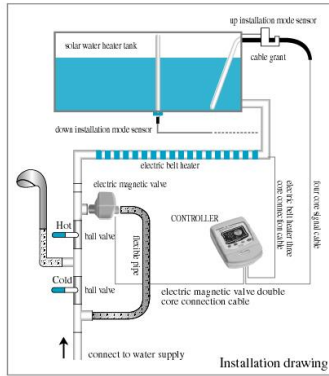 up installation mode sensor
solar water heater tank
cable grant
down installation mode sensor
electric belt heater
electric magnetic valve
Hot
ball valve
flexible pipe
CONTROLLER
electric belt heater three
core connection cable
four core signal cable
Cold
ball valve
electric magnetic valve double
core connection cable
connect to water supply
Installation drawing